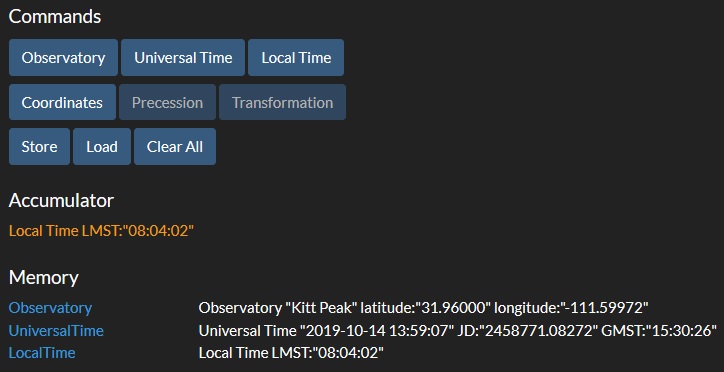 Commands
Observatory Universal Time Local Time
Coordinates Precession Transformation
Store Load Clear All
Accumulator
Local Time LMST:"08:04:02"
Memory
Observatory Observatory "Kitt Peak" latitude:"31.96000" longitude:"-111.59972"
UniversalTime Universal Time "2019-10-14 13:59:07" JD:"2458771.08272" GMST:"15:30:26"
LocalTime Local Time LMST:"08:04:02"